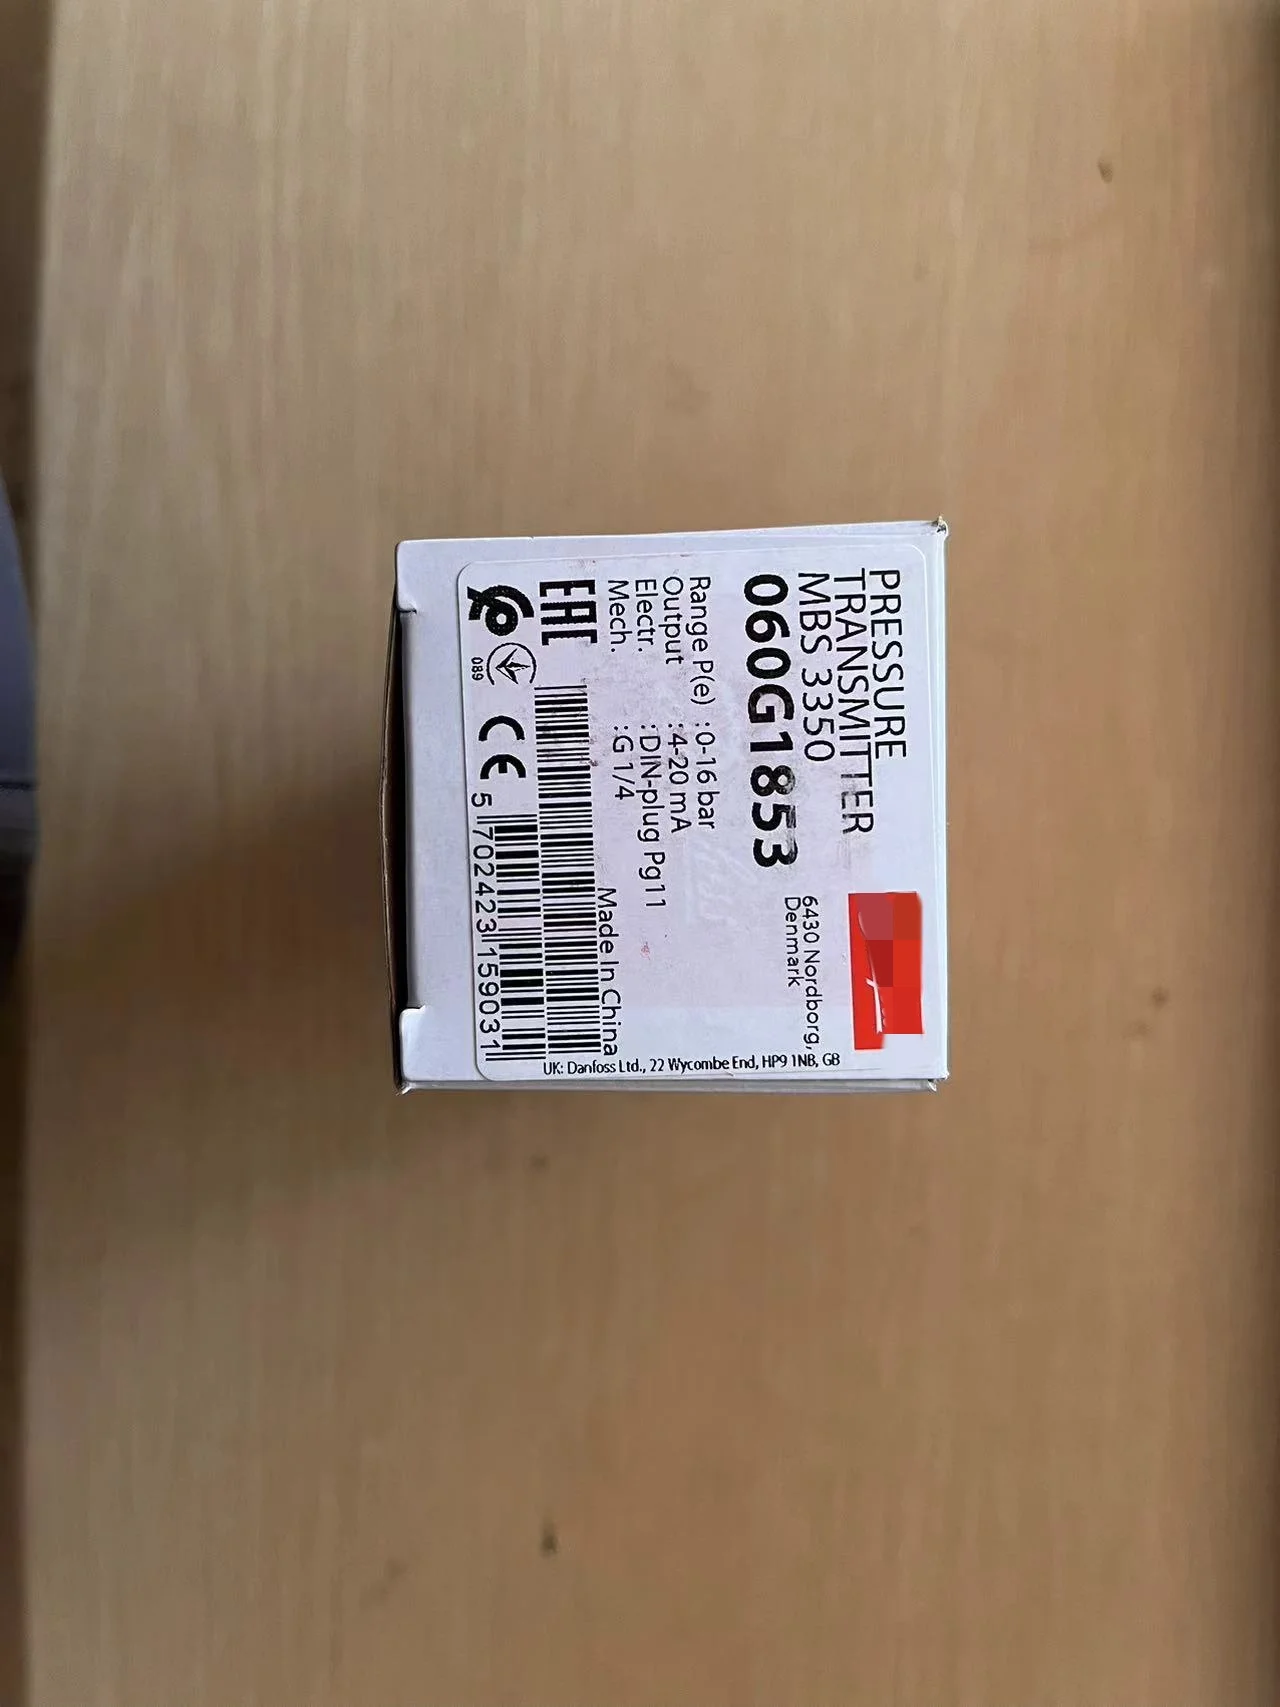 PRESSURE
TRANSMITTER
MBS 3350
060G1853
6430 Nordborg,
Denmark
Range P(e) :0-16 bar
Output :4-20 mA
Electr. :DIN-plug Pg11
Mech. :G 1/4
Made In China
EAC
089
CE
5 702423 159031
UK: Danfoss Ltd., 22 Wycombe End, HP9 1NB, GB